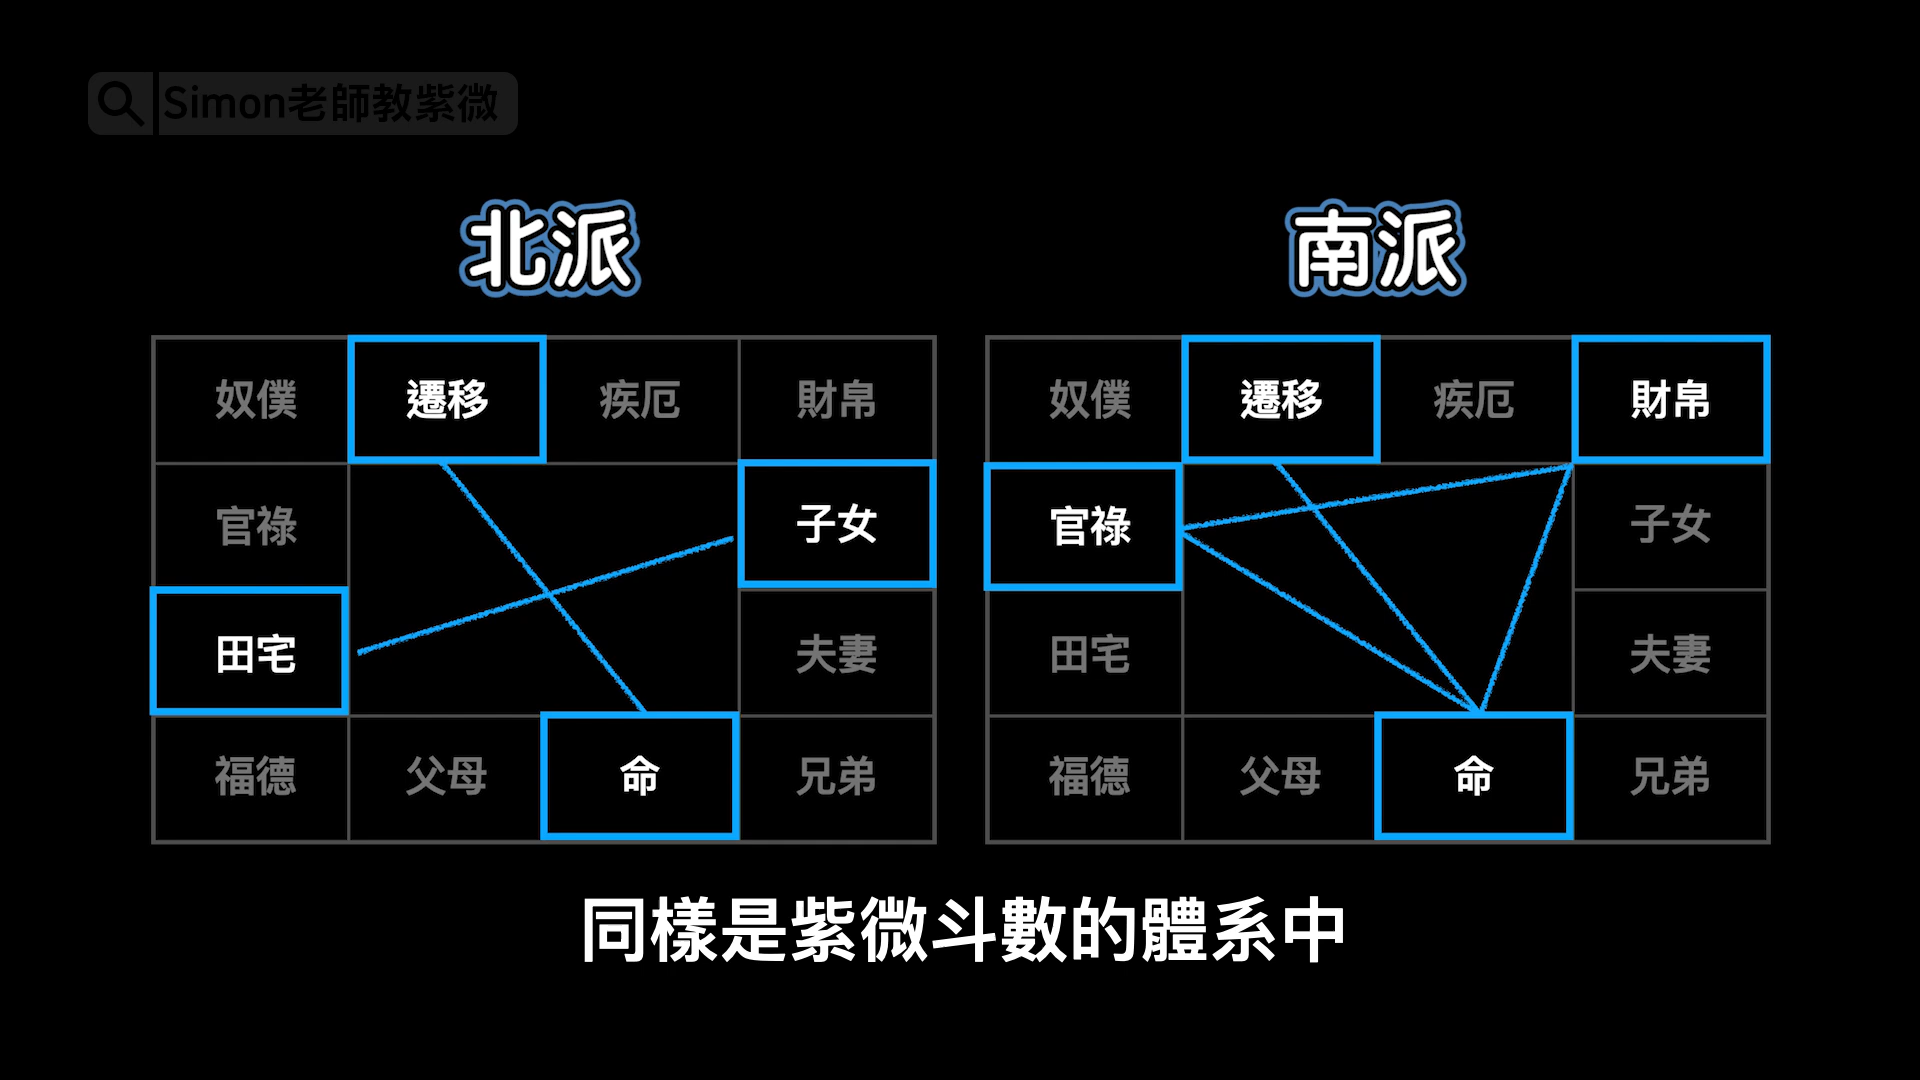 Simon老師教紫微
北派
奴僕 遷移 疾厄 財帛
官祿 子女
田宅 夫妻
福德 父母 命 兄弟
南派
奴僕 遷移 疾厄 財帛
官祿 子女
田宅 夫妻
福德 父母 命 兄弟
同樣是紫微斗數的體系中